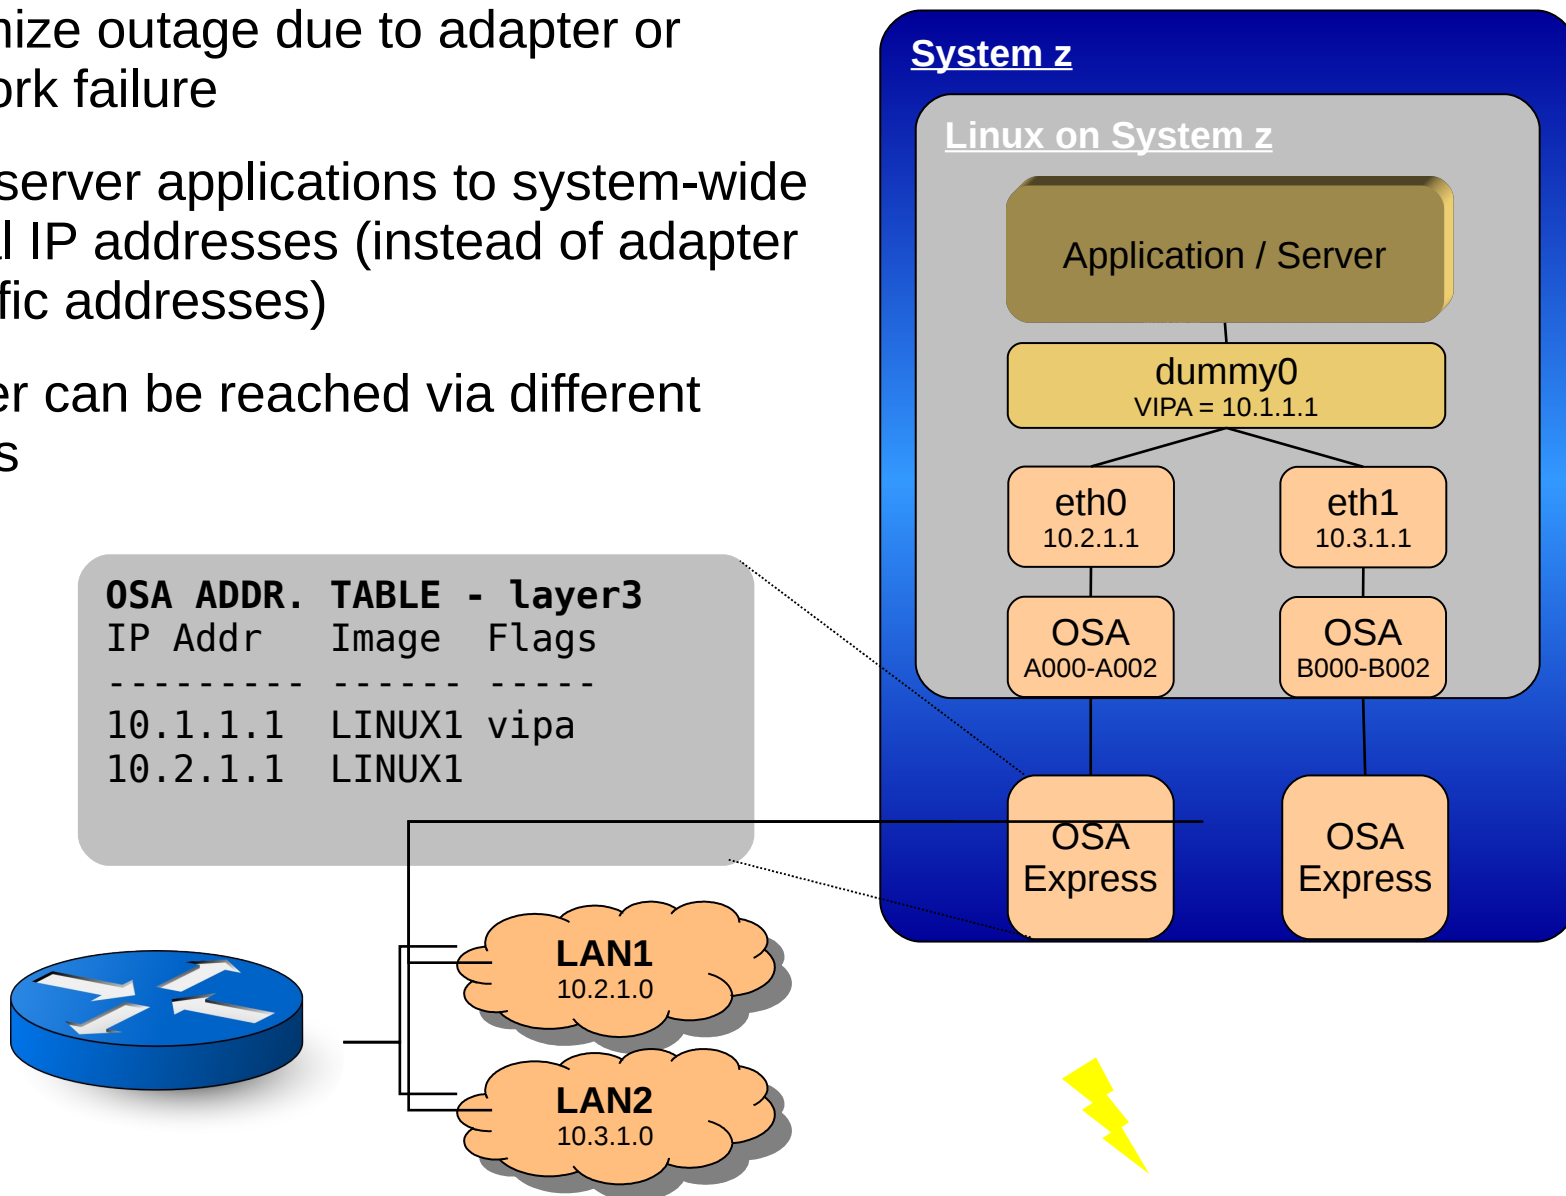 nize outage due to adapter or
ork failure
server applications to system-wide
al IP addresses (instead of adapter
fic addresses)
er can be reached via different
s
System z
Linux on System z
Application / Server
dummy0
VIPA = 10.1.1.1
eth0
10.2.1.1
eth1
10.3.1.1
OSA
A000-A002
OSA
B000-B002
OSA
Express
OSA
Express
OSA ADDR. TABLE - layer3
IP Addr Image Flags
--------- ------ -----
10.1.1.1 LINUX1 vipa
10.2.1.1 LINUX1
LAN1
10.2.1.0
LAN2
10.3.1.0